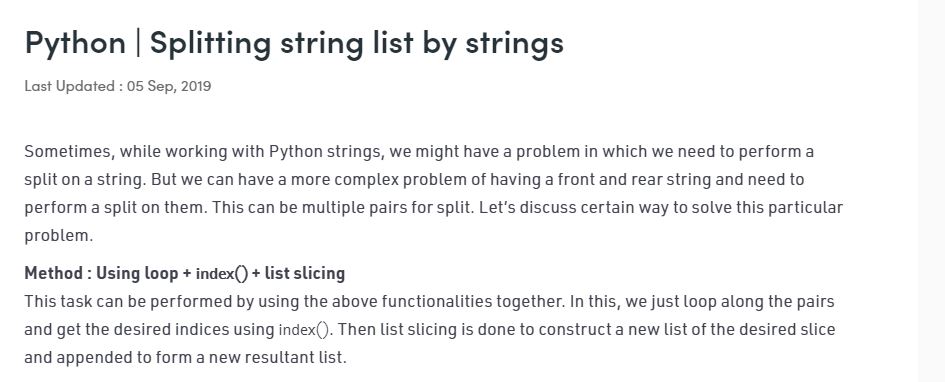 Python | Splitting string list by strings
Last Updated : 05 Sep, 2019
Sometimes, while working with Python strings, we might have a problem in which we need to perform a
split on a string. But we can have a more complex problem of having a front and rear string and need to
perform a split on them. This can be multiple pairs for split. Let’s discuss certain way to solve this particular
problem.
Method : Using loop + index() + list slicing
This task can be performed by using the above functionalities together. In this, we just loop along the pairs
and get the desired indices using index(). Then list slicing is done to construct a new list of the desired slice
and appended to form a new resultant list.